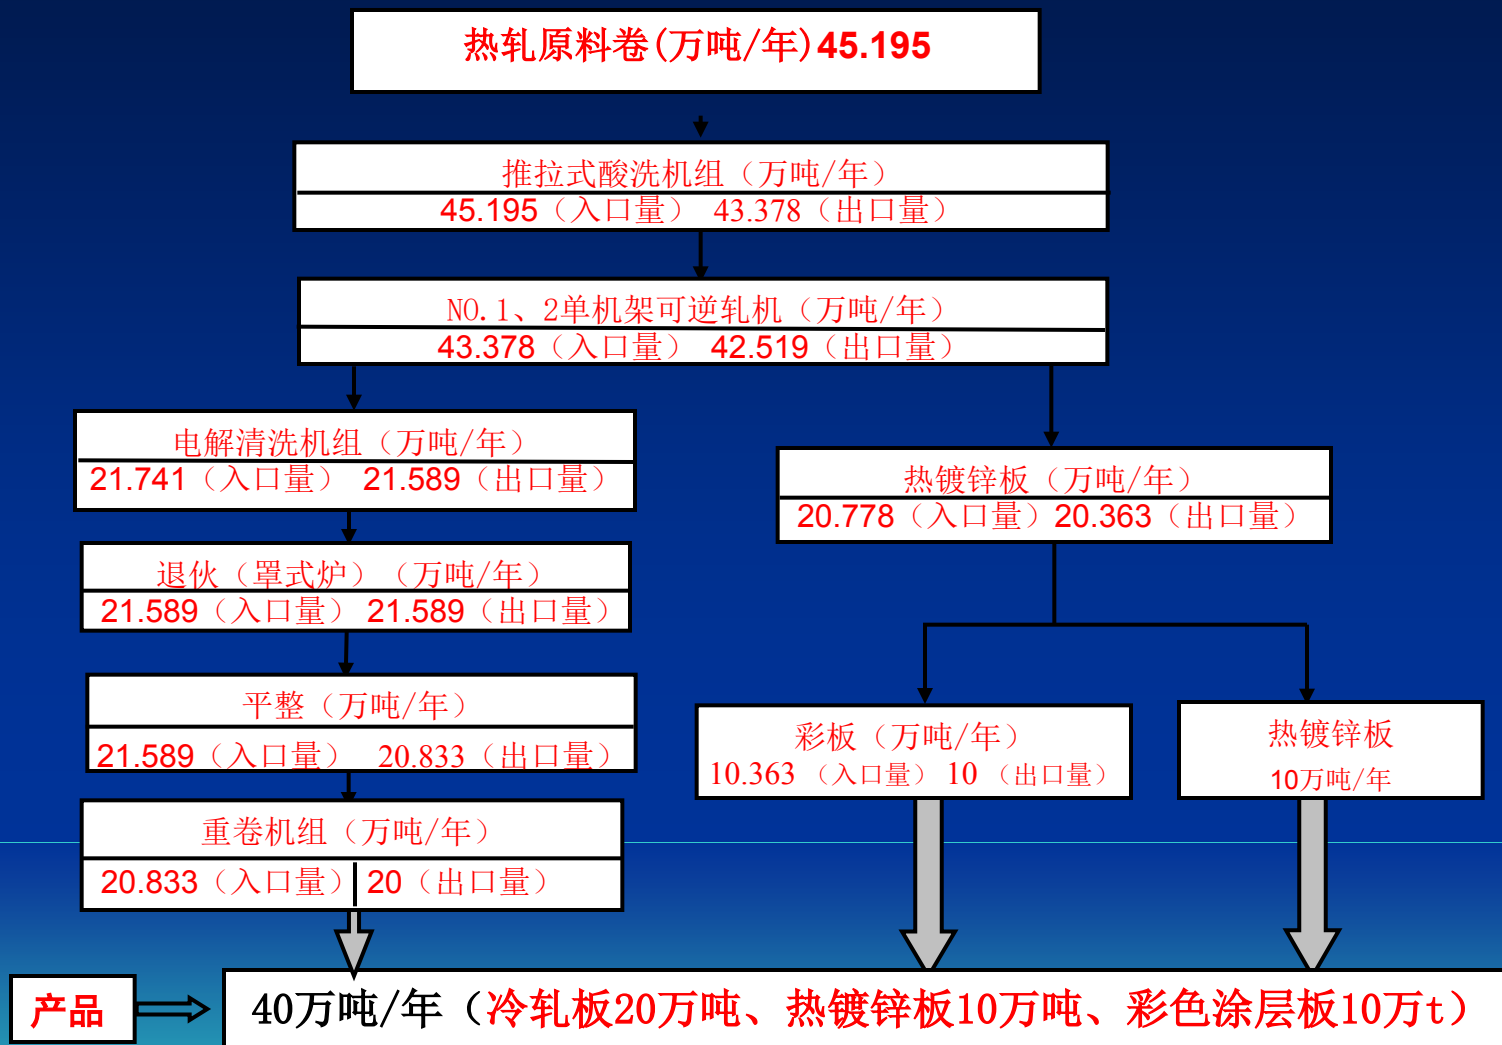 热轧原料卷(万吨/年)45.195
推拉式酸洗机组（万吨/年）
45.195（入口量） 43.378（出口量）
NO.1、2单机架可逆轧机（万吨/年）
43.378（入口量） 42.519（出口量）
电解清洗机组（万吨/年）
21.741（入口量） 21.589（出口量）
热镀锌板（万吨/年）
20.778（入口量）20.363（出口量）
退伙（罩式炉）（万吨/年）
21.589（入口量） 21.589（出口量）
平整（万吨/年）
21.589（入口量） 20.833（出口量）
彩板（万吨/年）
10.363 （入口量） 10 （出口量）
热镀锌板
10万吨/年
重卷机组（万吨/年）
20.833（入口量） 20（出口量）
产品
40万吨/年（冷轧板20万吨、热镀锌板10万吨、彩色涂层板10万t）